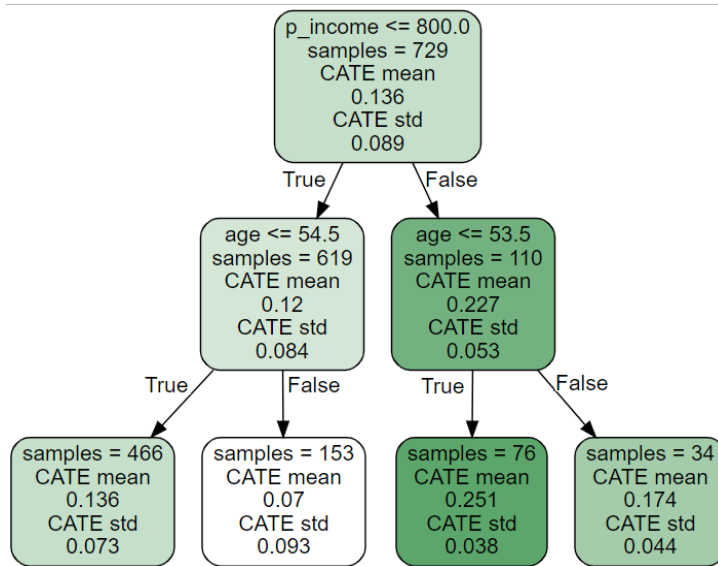 p_income <= 800.0
samples = 729
CATE mean
0.136
CATE std
0.089
True
False
age <= 54.5
samples = 619
CATE mean
0.12
CATE std
0.084
age <= 53.5
samples = 110
CATE mean
0.227
CATE std
0.053
True
False
True
False
samples = 466
CATE mean
0.136
CATE std
0.073
samples = 153
CATE mean
0.07
CATE std
0.093
samples = 76
CATE mean
0.251
CATE std
0.038
samples = 34
CATE mean
0.174
CATE std
0.044